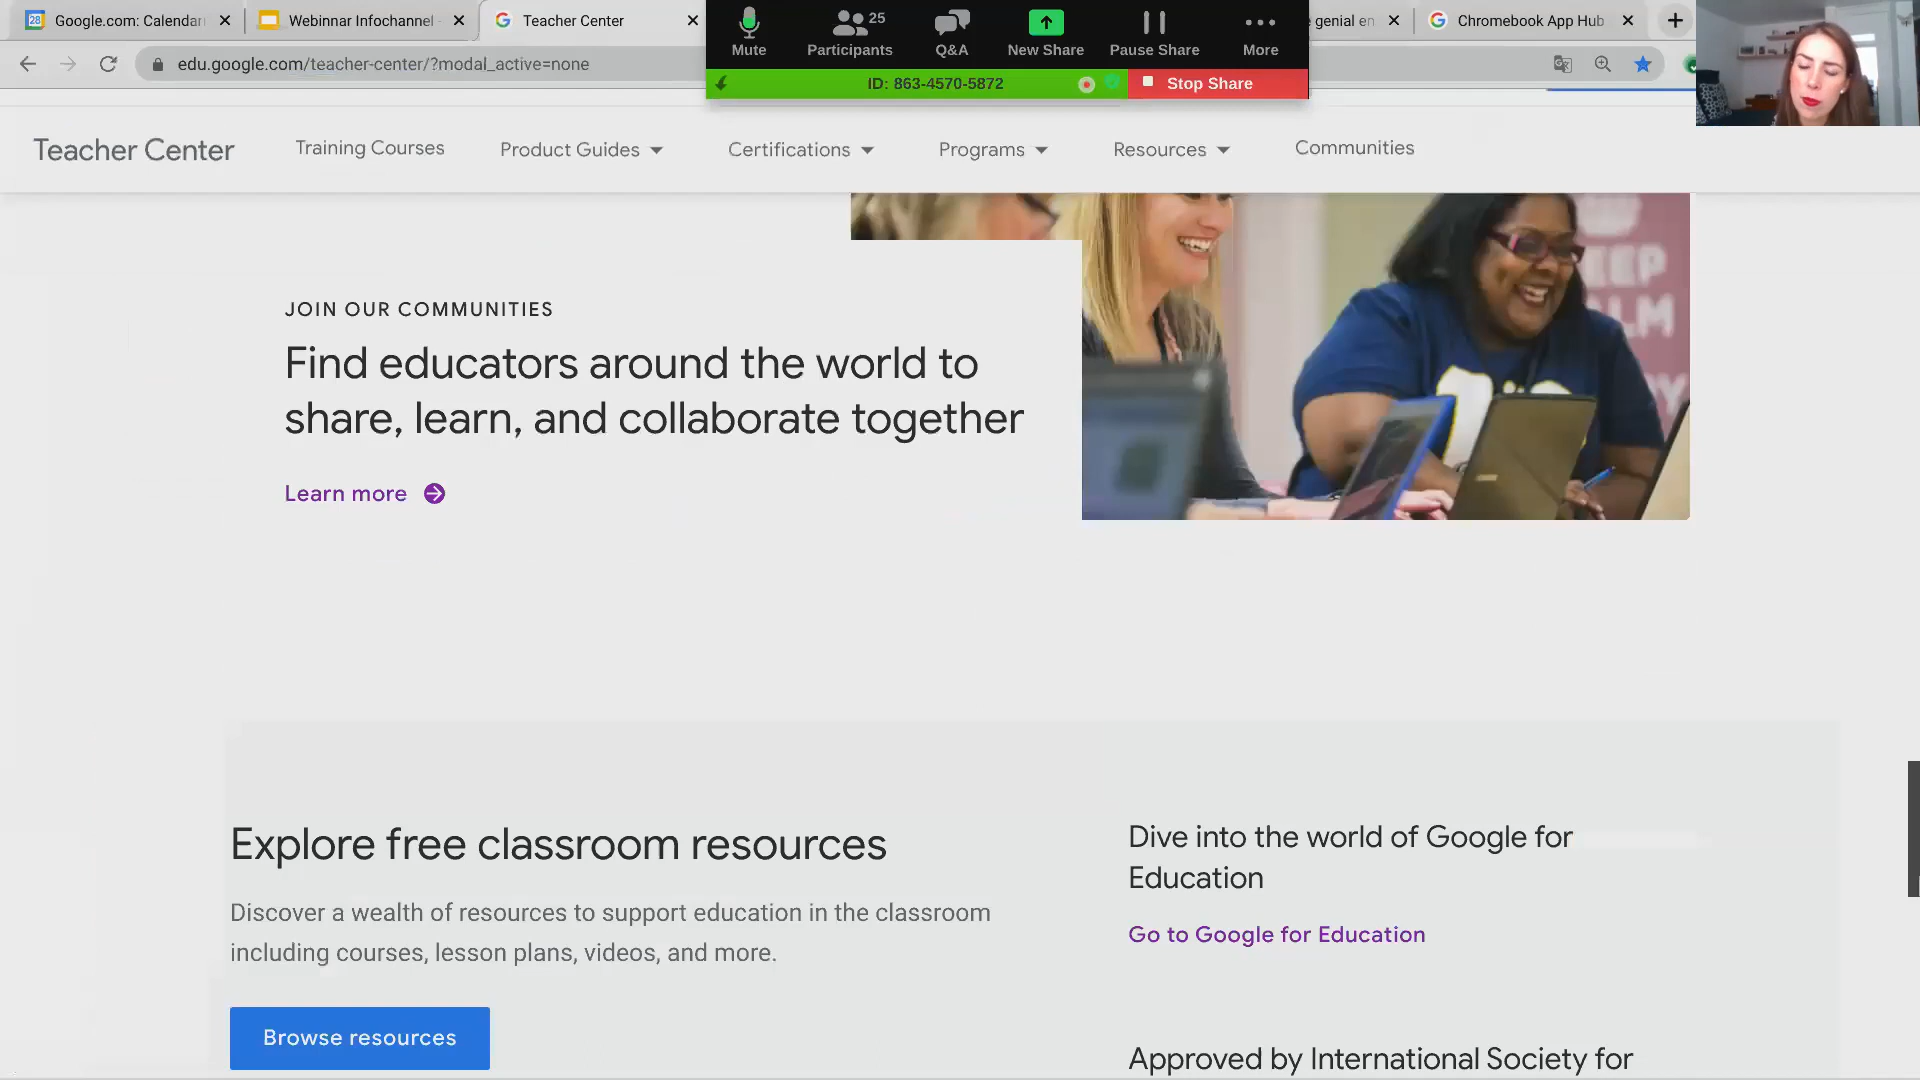 Google.com: Calendar
Webinnar Infochannel
Teacher Center
genial en
Chromebook App Hub
Mute
Participants
25
Q&A
New Share
Pause Share
More
edu.google.com/teacher-center/?modal_active=none
ID: 863-4570-5872
Stop Share
Teacher Center
Training Courses
Product Guides
Certifications
Programs
Resources
Communities
JOIN OUR COMMUNITIES
Find educators around the world to
share, learn, and collaborate together
Learn more
Explore free classroom resources
Discover a wealth of resources to support education in the classroom
including courses, lesson plans, videos, and more.
Browse resources
Dive into the world of Google for
Education
Go to Google for Education
Approved by International Society for